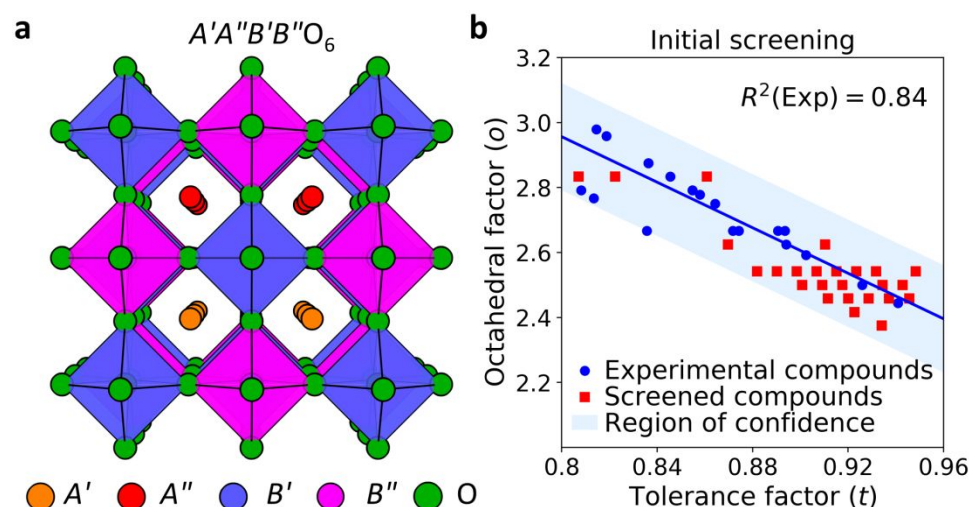 a
A′A″B′B″O₆
A′ A″ B′ B″ O
b
Initial screening
R²(Exp) = 0.84
Octahedral factor (o)
3.2
3.0
2.8
2.6
2.4
2.2
Experimental compounds
Screened compounds
Region of confidence
0.8 0.84 0.88 0.92 0.96
Tolerance factor (t)